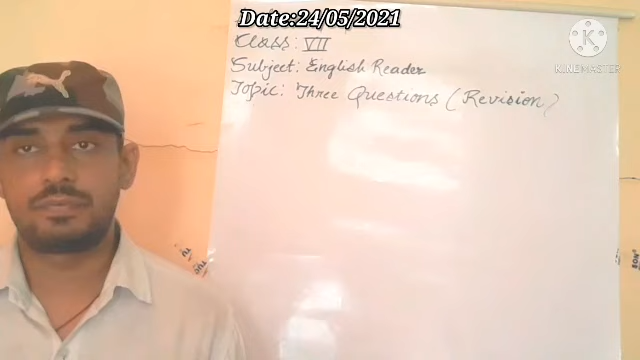 Date:24/05/2021
Class: VII
Subject: English Reader
Topic: Three Questions (Revision)
KINEMASTER